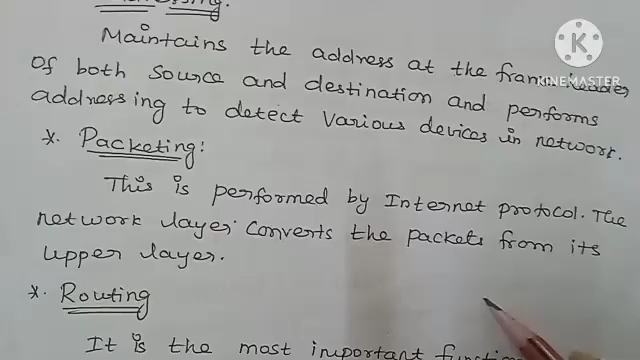 Maintains the address at the frame header
of both source and destination and performs
addressing to detect various devices in network.
* Packeting:
This is performed by Internet protocol. The
network layer converts the packets from its
upper layer.
* Routing
It is the most important function
KINEMASTER